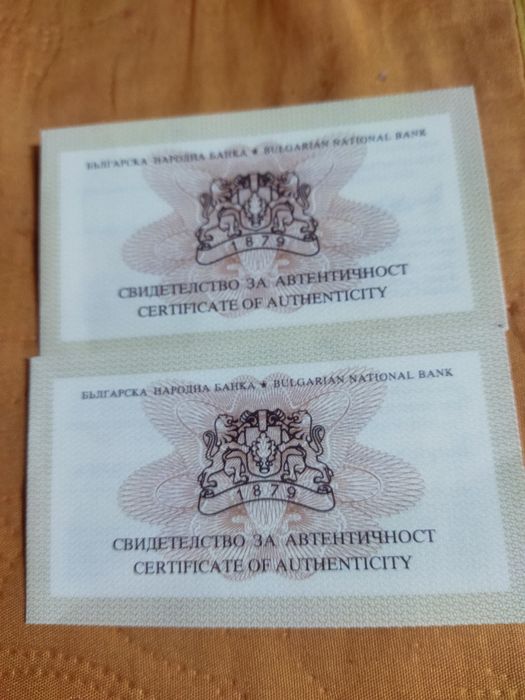 БЪЛГАРСКА НАРОДНА БАНКА ★ BULGARIAN NATIONAL BANK
1879
СВИДЕТЕЛСТВО ЗА АВТЕНТИЧНОСТ
CERTIFICATE OF AUTHENTICITY
БЪЛГАРСКА НАРОДНА БАНКА ★ BULGARIAN NATIONAL BANK
1879
СВИДЕТЕЛСТВО ЗА АВТЕНТИЧНОСТ
CERTIFICATE OF AUTHENTICITY